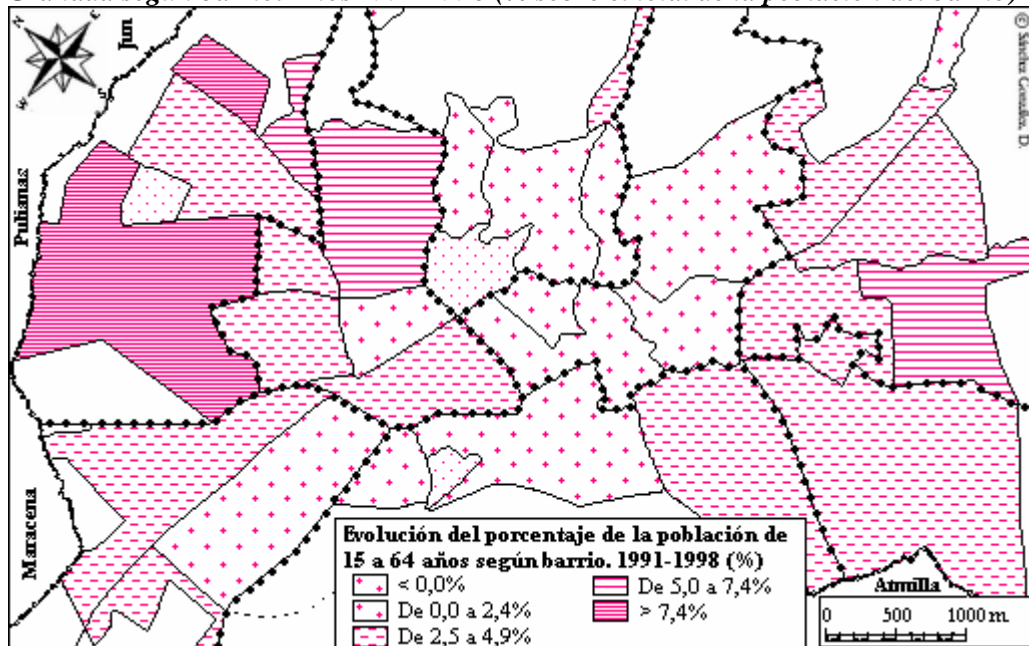 Jun
© Sánchez González, D.
Pulianas
Maracena
Armilla
N
E
S
W
Evolución del porcentaje de la población de
15 a 64 años según barrio. 1991-1998 (%)
< 0,0%
De 0,0 a 2,4%
De 2,5 a 4,9%
De 5,0 a 7,4%
> 7,4%
0 500 1000 m.